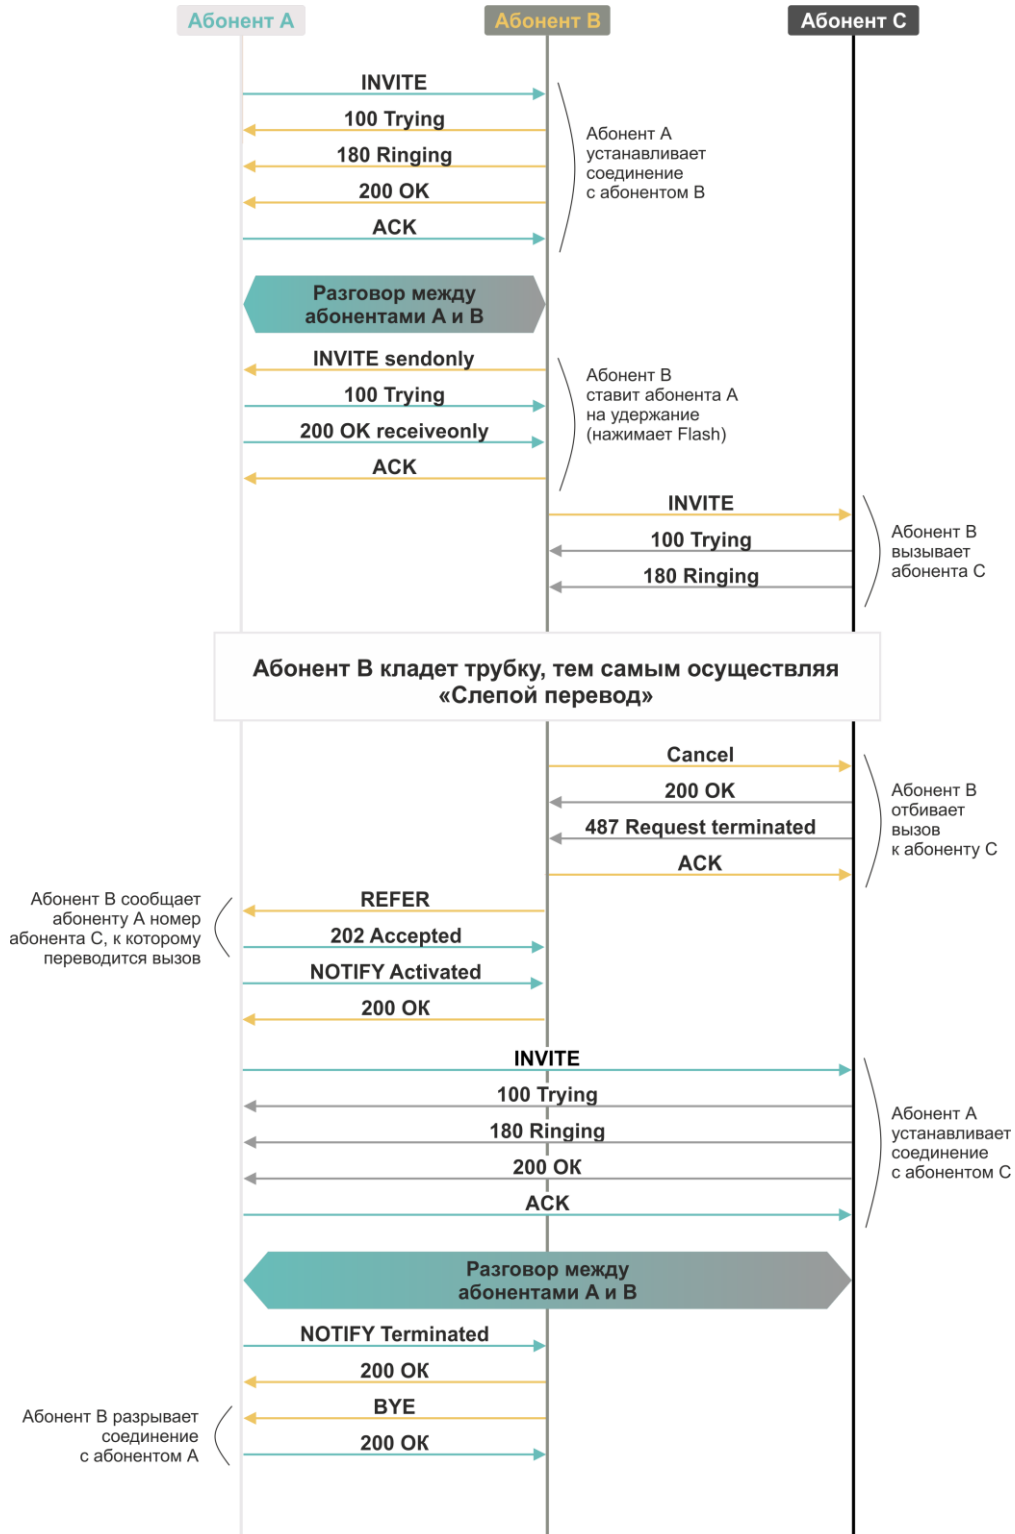 Абонент А
Абонент В
Абонент С
INVITE
100 Trying
180 Ringing
200 OK
ACK
Абонент А
устанавливает
соединение
с абонентом В
Разговор между
абонентами А и В
INVITE sendonly
100 Trying
200 OK receiveonly
ACK
Абонент В
ставит абонента А
на удержание
(нажимает Flash)
INVITE
100 Trying
180 Ringing
Абонент В
вызывает
абонента С
Абонент В кладет трубку, тем самым осуществляя
«Слепой перевод»
Cancel
200 OK
487 Request terminated
ACK
Абонент В
отбивает
вызов
к абоненту С
REFER
202 Accepted
Абонент В сообщает
абоненту А номер
абонента С, к которому
переводится вызов
NOTIFY Activated
200 OK
INVITE
100 Trying
180 Ringing
200 OK
ACK
Абонент А
устанавливает
соединение
с абонентом С
Разговор между
абонентами А и В
NOTIFY Terminated
200 OK
BYE
200 OK
Абонент В разрывает
соединение
с абонентом А